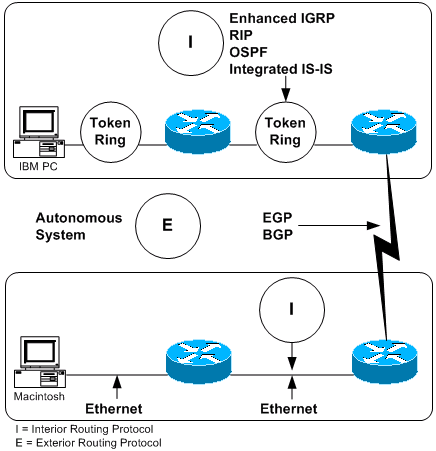 I
Enhanced IGRP
RIP
OSPF
Integrated IS-IS
Token
Ring
Token
Ring
IBM PC
Autonomous
System
E
EGP
BGP
I
Macintosh
Ethernet
Ethernet
I = Interior Routing Protocol
E = Exterior Routing Protocol